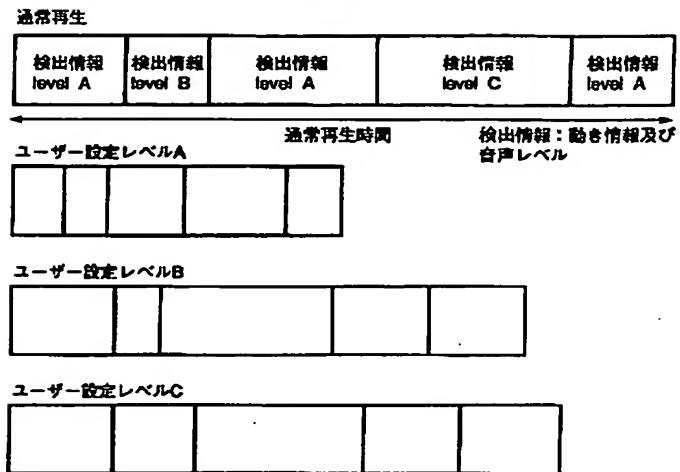 通常再生
検出情報 検出情報 検出情報 検出情報 検出情報
level A level B level A level C level A
通常再生時間 検出情報：動き情報及び
音声レベル
ユーザー設定レベルA
ユーザー設定レベルB
ユーザー設定レベルC